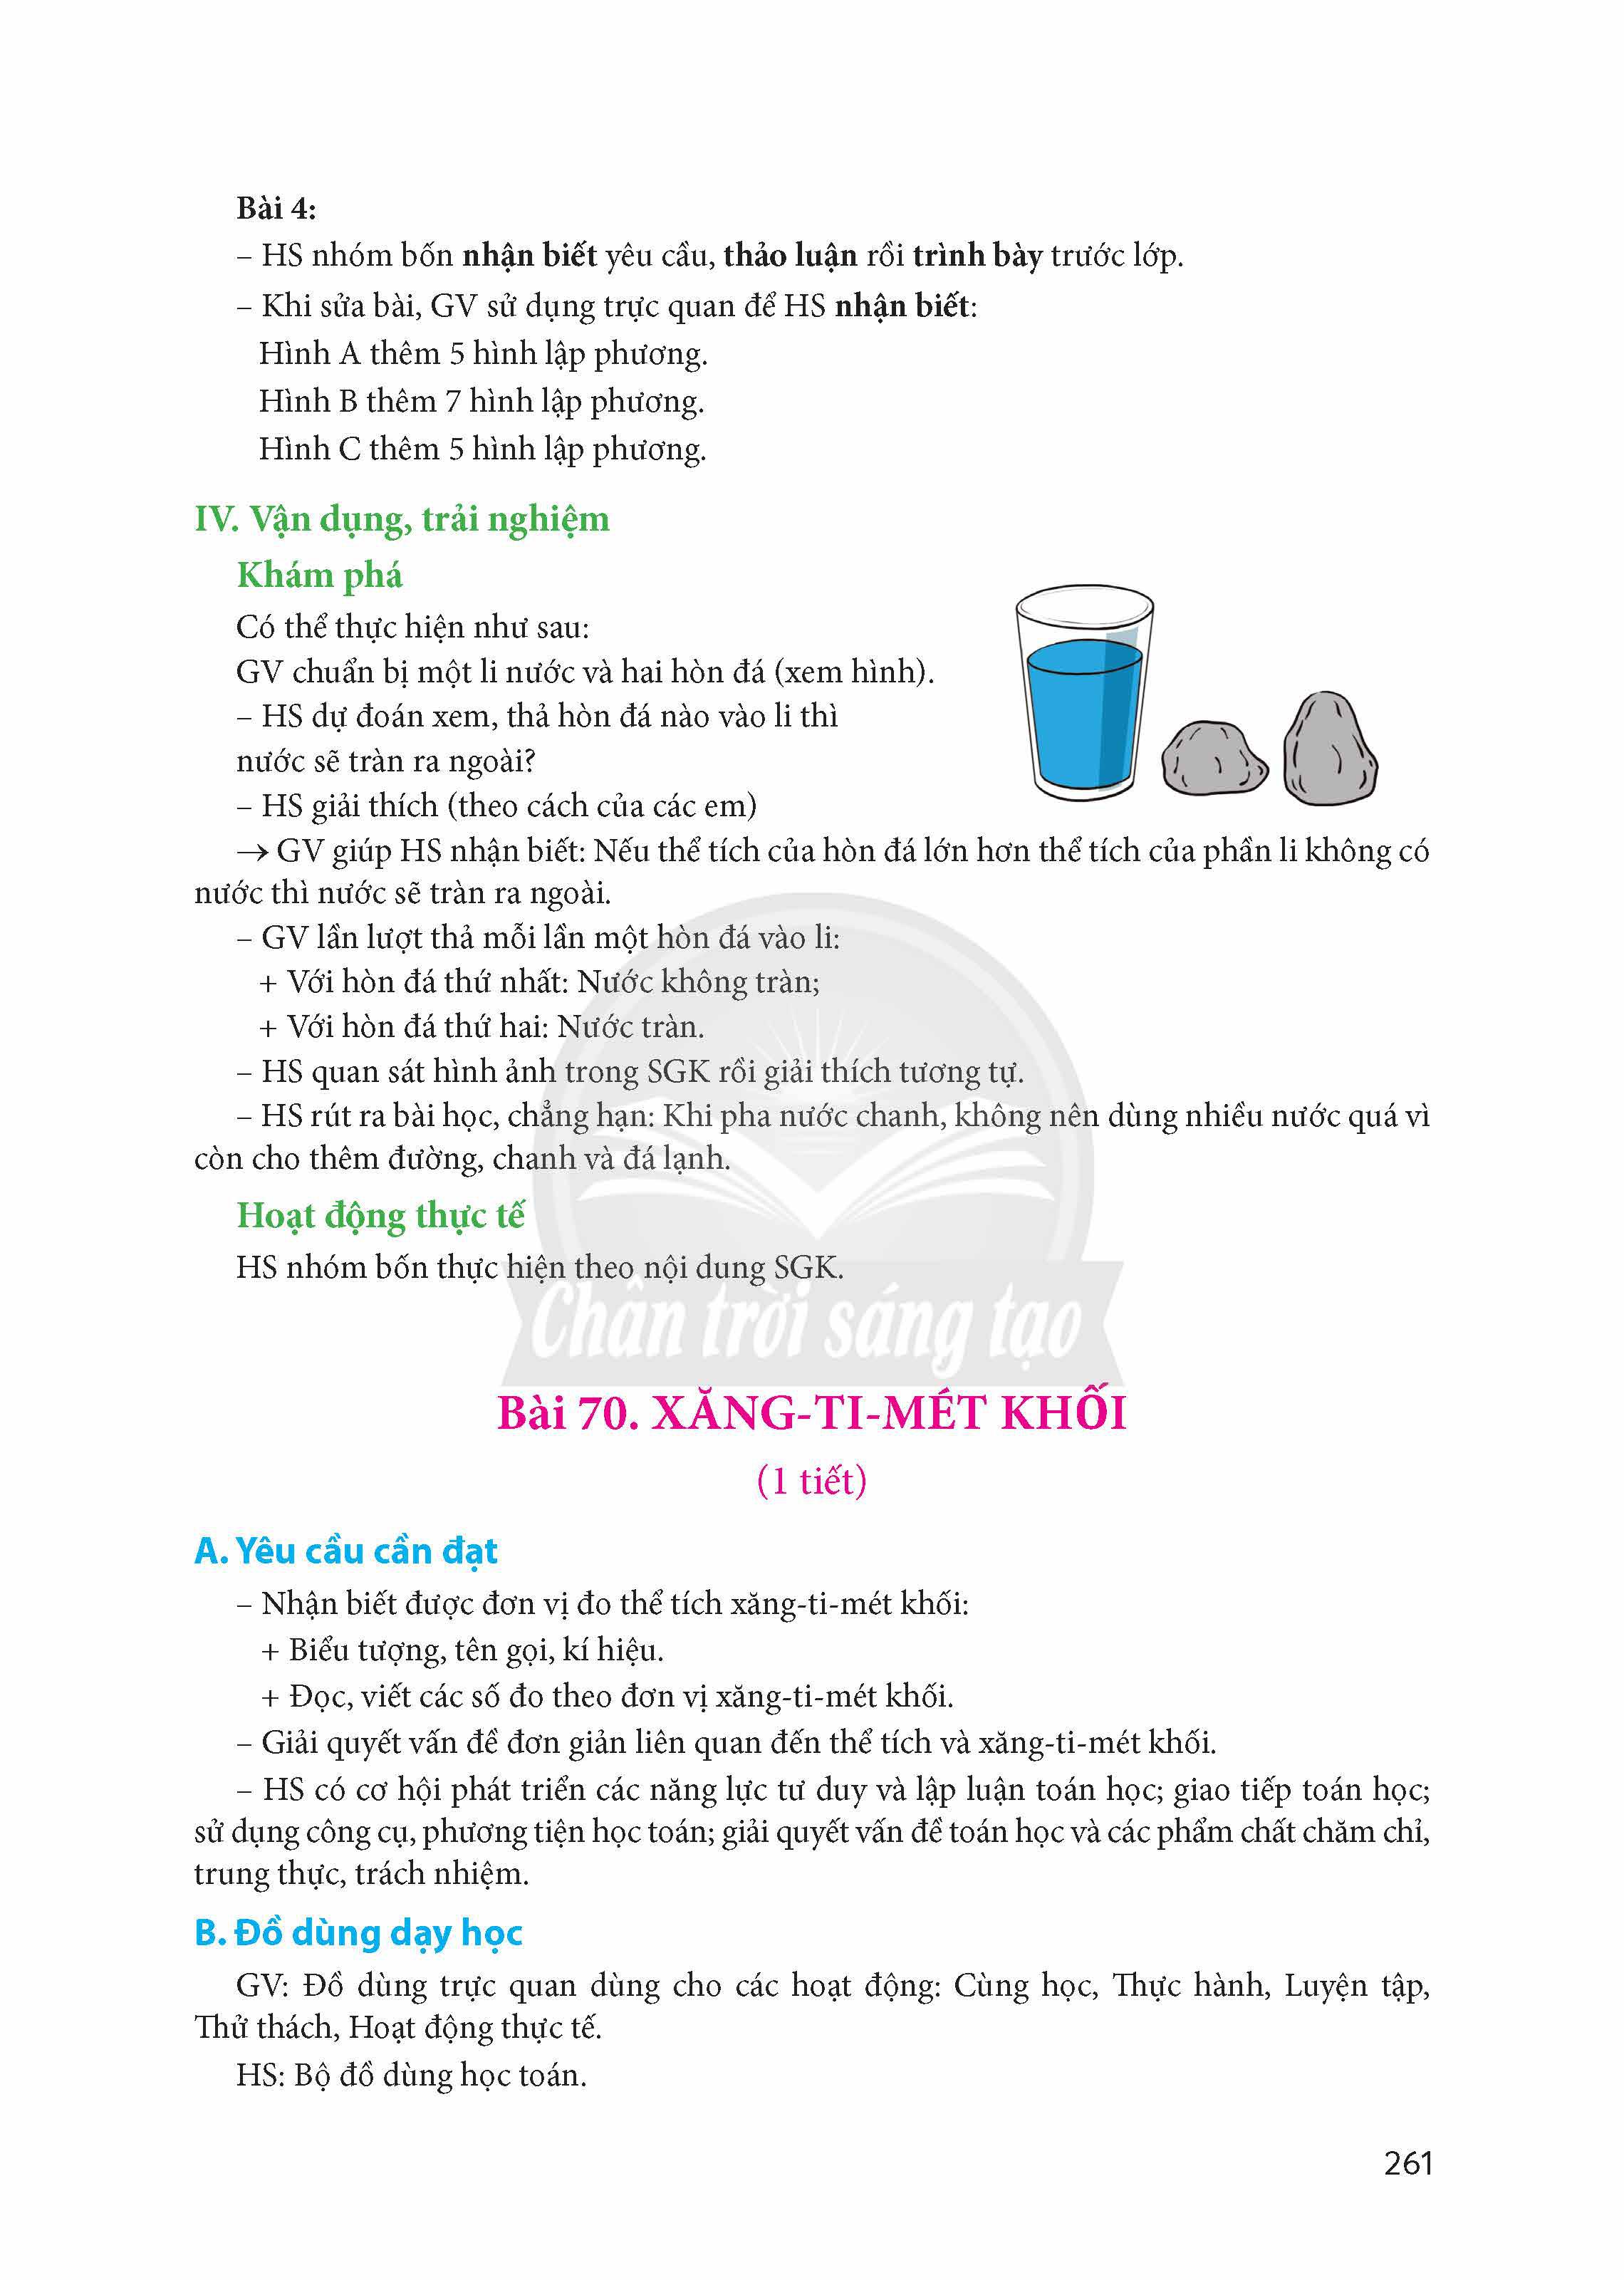 Bài 4:
– HS nhóm bốn nhận biết yêu cầu, thảo luận rồi trình bày trước lớp.
– Khi sửa bài, GV sử dụng trực quan để HS nhận biết:
Hình A thêm 5 hình lập phương.
Hình B thêm 7 hình lập phương.
Hình C thêm 5 hình lập phương.
IV. Vận dụng, trải nghiệm
Khám phá
Có thể thực hiện như sau:
GV chuẩn bị một li nước và hai hòn đá (xem hình).
– HS dự đoán xem, thả hòn đá nào vào li thì
nước sẽ tràn ra ngoài?
– HS giải thích (theo cách của các em)
→ GV giúp HS nhận biết: Nếu thể tích của hòn đá lớn hơn thể tích của phần li không có
nước thì nước sẽ tràn ra ngoài.
– GV lần lượt thả mỗi lần một hòn đá vào li:
+ Với hòn đá thứ nhất: Nước không tràn;
+ Với hòn đá thứ hai: Nước tràn.
– HS quan sát hình ảnh trong SGK rồi giải thích tương tự.
– HS rút ra bài học, chẳng hạn: Khi pha nước chanh, không nên dùng nhiều nước quá vì
còn cho thêm đường, chanh và đá lạnh.
Hoạt động thực tế
HS nhóm bốn thực hiện theo nội dung SGK.
Chân trời sáng tạo
Bài 70. XĂNG-TI-MÉT KHỐI
(1 tiết)
A. Yêu cầu cần đạt
– Nhận biết được đơn vị đo thể tích xăng-ti-mét khối:
+ Biểu tượng, tên gọi, kí hiệu.
+ Đọc, viết các số đo theo đơn vị xăng-ti-mét khối.
– Giải quyết vấn đề đơn giản liên quan đến thể tích và xăng-ti-mét khối.
– HS có cơ hội phát triển các năng lực tư duy và lập luận toán học; giao tiếp toán học;
sử dụng công cụ, phương tiện học toán; giải quyết vấn đề toán học và các phẩm chất chăm chỉ,
trung thực, trách nhiệm.
B. Đồ dùng dạy học
GV: Đồ dùng trực quan dùng cho các hoạt động: Cùng học, Thực hành, Luyện tập,
Thử thách, Hoạt động thực tế.
HS: Bộ đồ dùng học toán.
261